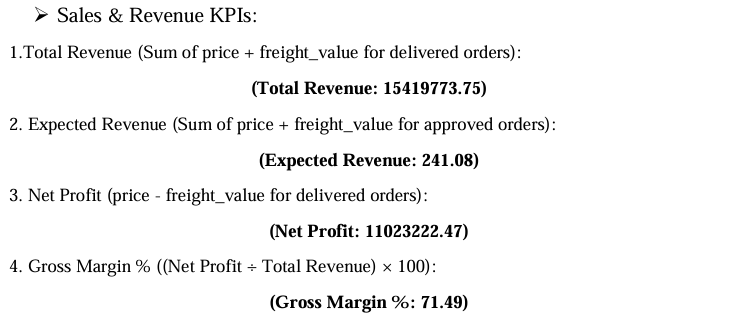 ➢ Sales & Revenue KPIs:
1.Total Revenue (Sum of price + freight_value for delivered orders):
(Total Revenue: 15419773.75)
2. Expected Revenue (Sum of price + freight_value for approved orders):
(Expected Revenue: 241.08)
3. Net Profit (price - freight_value for delivered orders):
(Net Profit: 11023222.47)
4. Gross Margin % ((Net Profit ÷ Total Revenue) × 100):
(Gross Margin %: 71.49)